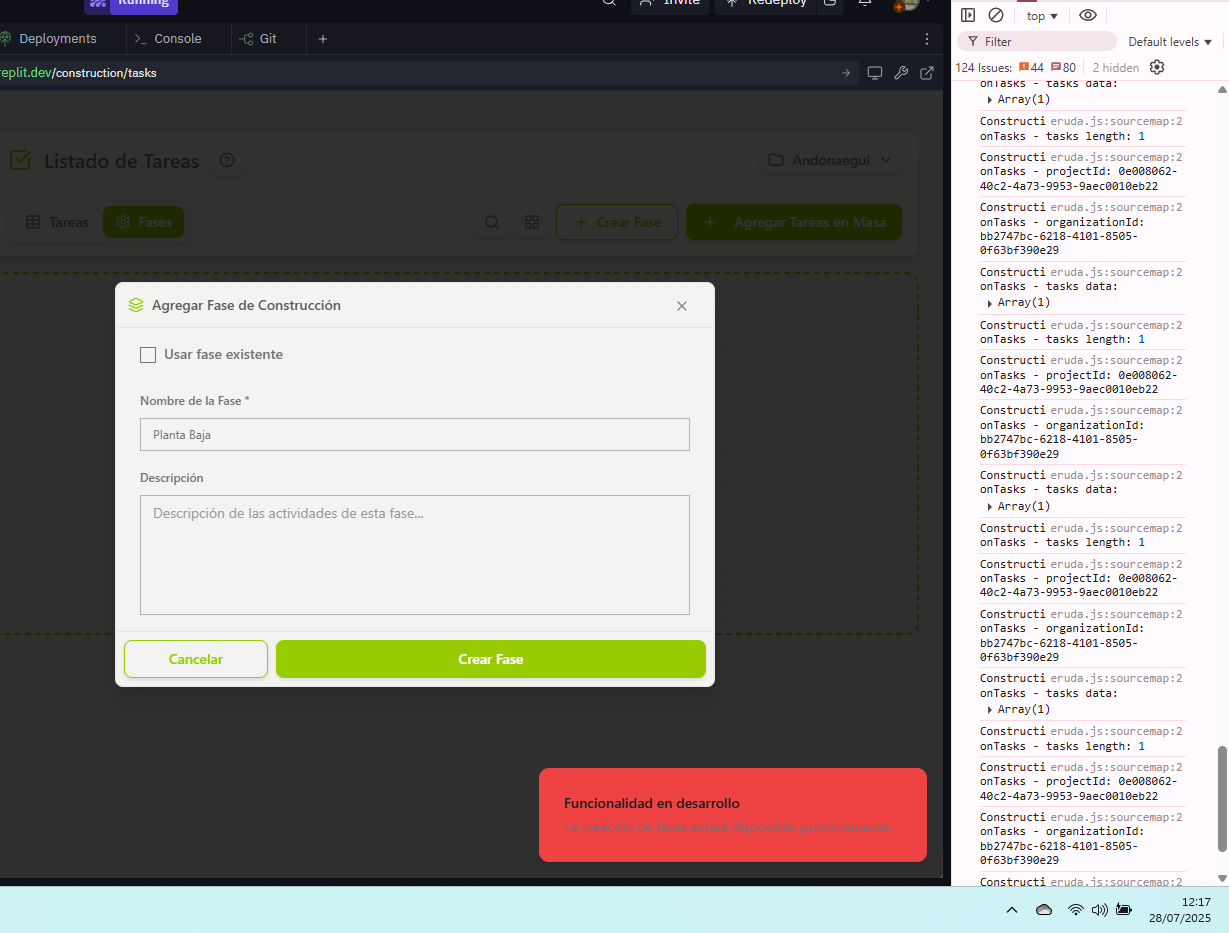 Running
Invite
Redeploy
Deployments
Console
Git
replit.dev/construction/tasks
Listado de Tareas
Andonaegui
Tareas
Fases
Crear Fase
Agregar Tareas en Masa
Agregar Fase de Construcción
Usar fase existente
Nombre de la Fase *
Planta Baja
Descripción
Descripción de las actividades de esta fase...
Cancelar
Crear Fase
Funcionalidad en desarrollo
La creación de fases estará disponible próximamente
top
Filter
Default levels
124 Issues: 44 80 2 hidden
onTasks - tasks data:
Array(1)
Constructi eruda.js:sourcemap:2
onTasks - tasks length: 1
Constructi eruda.js:sourcemap:2
onTasks - projectId: 0e008062-
40c2-4a73-9953-9aec0010eb22
Constructi eruda.js:sourcemap:2
onTasks - organizationId:
bb2747bc-6218-4101-8505-
0f63bf390e29
Constructi eruda.js:sourcemap:2
onTasks - tasks data:
Array(1)
Constructi eruda.js:sourcemap:2
onTasks - tasks length: 1
Constructi eruda.js:sourcemap:2
onTasks - projectId: 0e008062-
40c2-4a73-9953-9aec0010eb22
Constructi eruda.js:sourcemap:2
onTasks - organizationId:
bb2747bc-6218-4101-8505-
0f63bf390e29
Constructi eruda.js:sourcemap:2
onTasks - tasks data:
Array(1)
Constructi eruda.js:sourcemap:2
onTasks - tasks length: 1
Constructi eruda.js:sourcemap:2
onTasks - projectId: 0e008062-
40c2-4a73-9953-9aec0010eb22
Constructi eruda.js:sourcemap:2
onTasks - organizationId:
bb2747bc-6218-4101-8505-
0f63bf390e29
Constructi eruda.js:sourcemap:2
onTasks - tasks data:
Array(1)
Constructi eruda.js:sourcemap:2
onTasks - tasks length: 1
Constructi eruda.js:sourcemap:2
onTasks - projectId: 0e008062-
40c2-4a73-9953-9aec0010eb22
Constructi eruda.js:sourcemap:2
onTasks - organizationId:
bb2747bc-6218-4101-8505-
0f63bf390e29
Constructi eruda.js:sourcemap:2
12:17
28/07/2025